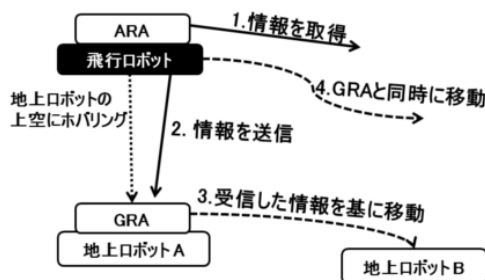 ARA
1.情報を取得
飛行ロボット
地上ロボットの
上空にホバリング
4.GRAと同時に移動
2. 情報を送信
3.受信した情報を基に移動
GRA
地上ロボットA
地上ロボットB